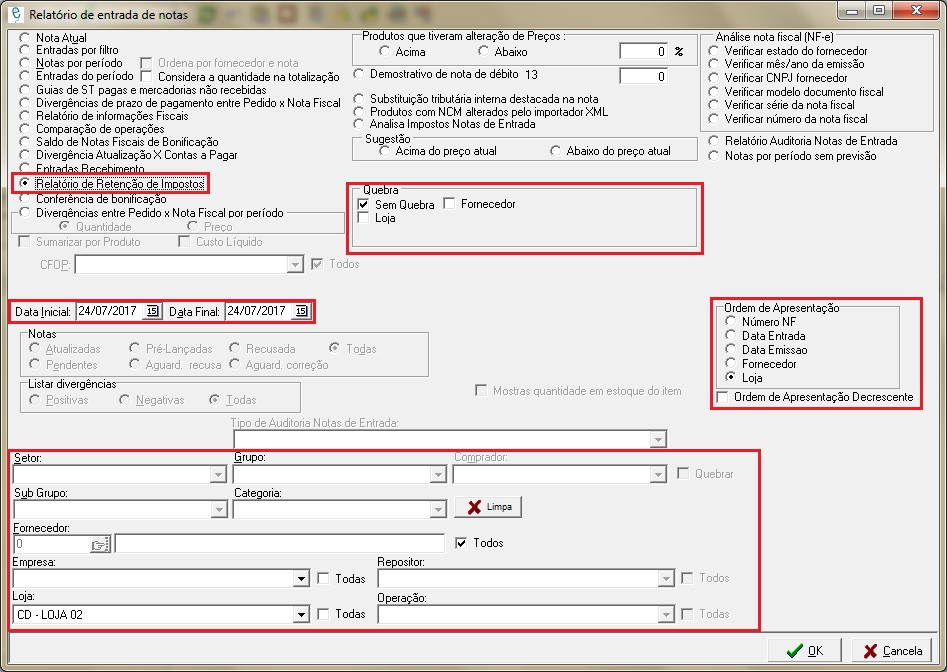 Relatório de entrada de notas
Nota Atual
Entradas por filtro
Notas por período
Ordena por fornecedor e nota
Entradas do período
Considera a quantidade na totalização
Guias de ST pagas e mercadorias não recebidas
Divergências de prazo de pagamento entre Pedido x Nota Fiscal
Relatório de informações Fiscais
Comparação de operações
Saldo de Notas Fiscais de Bonificação
Divergência Atualização X Contas a Pagar
Entradas Recebimento
Relatório de Retenção de Impostos
Conferência de bonificação
Divergências entre Pedido x Nota Fiscal por período
Quantidade
Preço
Sumarizar por Produto
Custo Líquido
CFOP:
Todos
Produtos que tiveram alteração de Preços :
Acima
Abaixo
0 %
Demostrativo de nota de débito 13
0
Substituição tributária interna destacada na nota
Produtos com NCM alterados pelo importador XML
Analisa Impostos Notas de Entrada
Sugestão
Acima do preço atual
Abaixo do preço atual
Análise nota fiscal (NF-e)
Verificar estado do fornecedor
Verificar mês/ano da emissão
Verificar CNPJ fornecedor
Verificar modelo documento fiscal
Verificar série da nota fiscal
Verificar número da nota fiscal
Relatório Auditoria Notas de Entrada
Notas por período sem previsão
Quebra
Sem Quebra
Fornecedor
Loja
Data Inicial: 24/07/2017 15 Data Final: 24/07/2017 15
Notas
Atualizadas
Pré-Lançadas
Recusada
Todas
Pendentes
Aguard. recusa
Aguard. correção
Listar divergências
Positivas
Negativas
Todas
Mostras quantidade em estoque do item
Ordem de Apresentação
Número NF
Data Entrada
Data Emissao
Fornecedor
Loja
Ordem de Apresentação Decrescente
Tipo de Auditoria Notas de Entrada:
Setor:
Grupo:
Comprador:
Quebrar
Sub Grupo:
Categoria:
Limpa
Fornecedor:
0
Todos
Empresa:
Todas
Repositor:
Todos
Loja:
CD - LOJA 02
Todas
Operação:
Todas
OK
Cancela